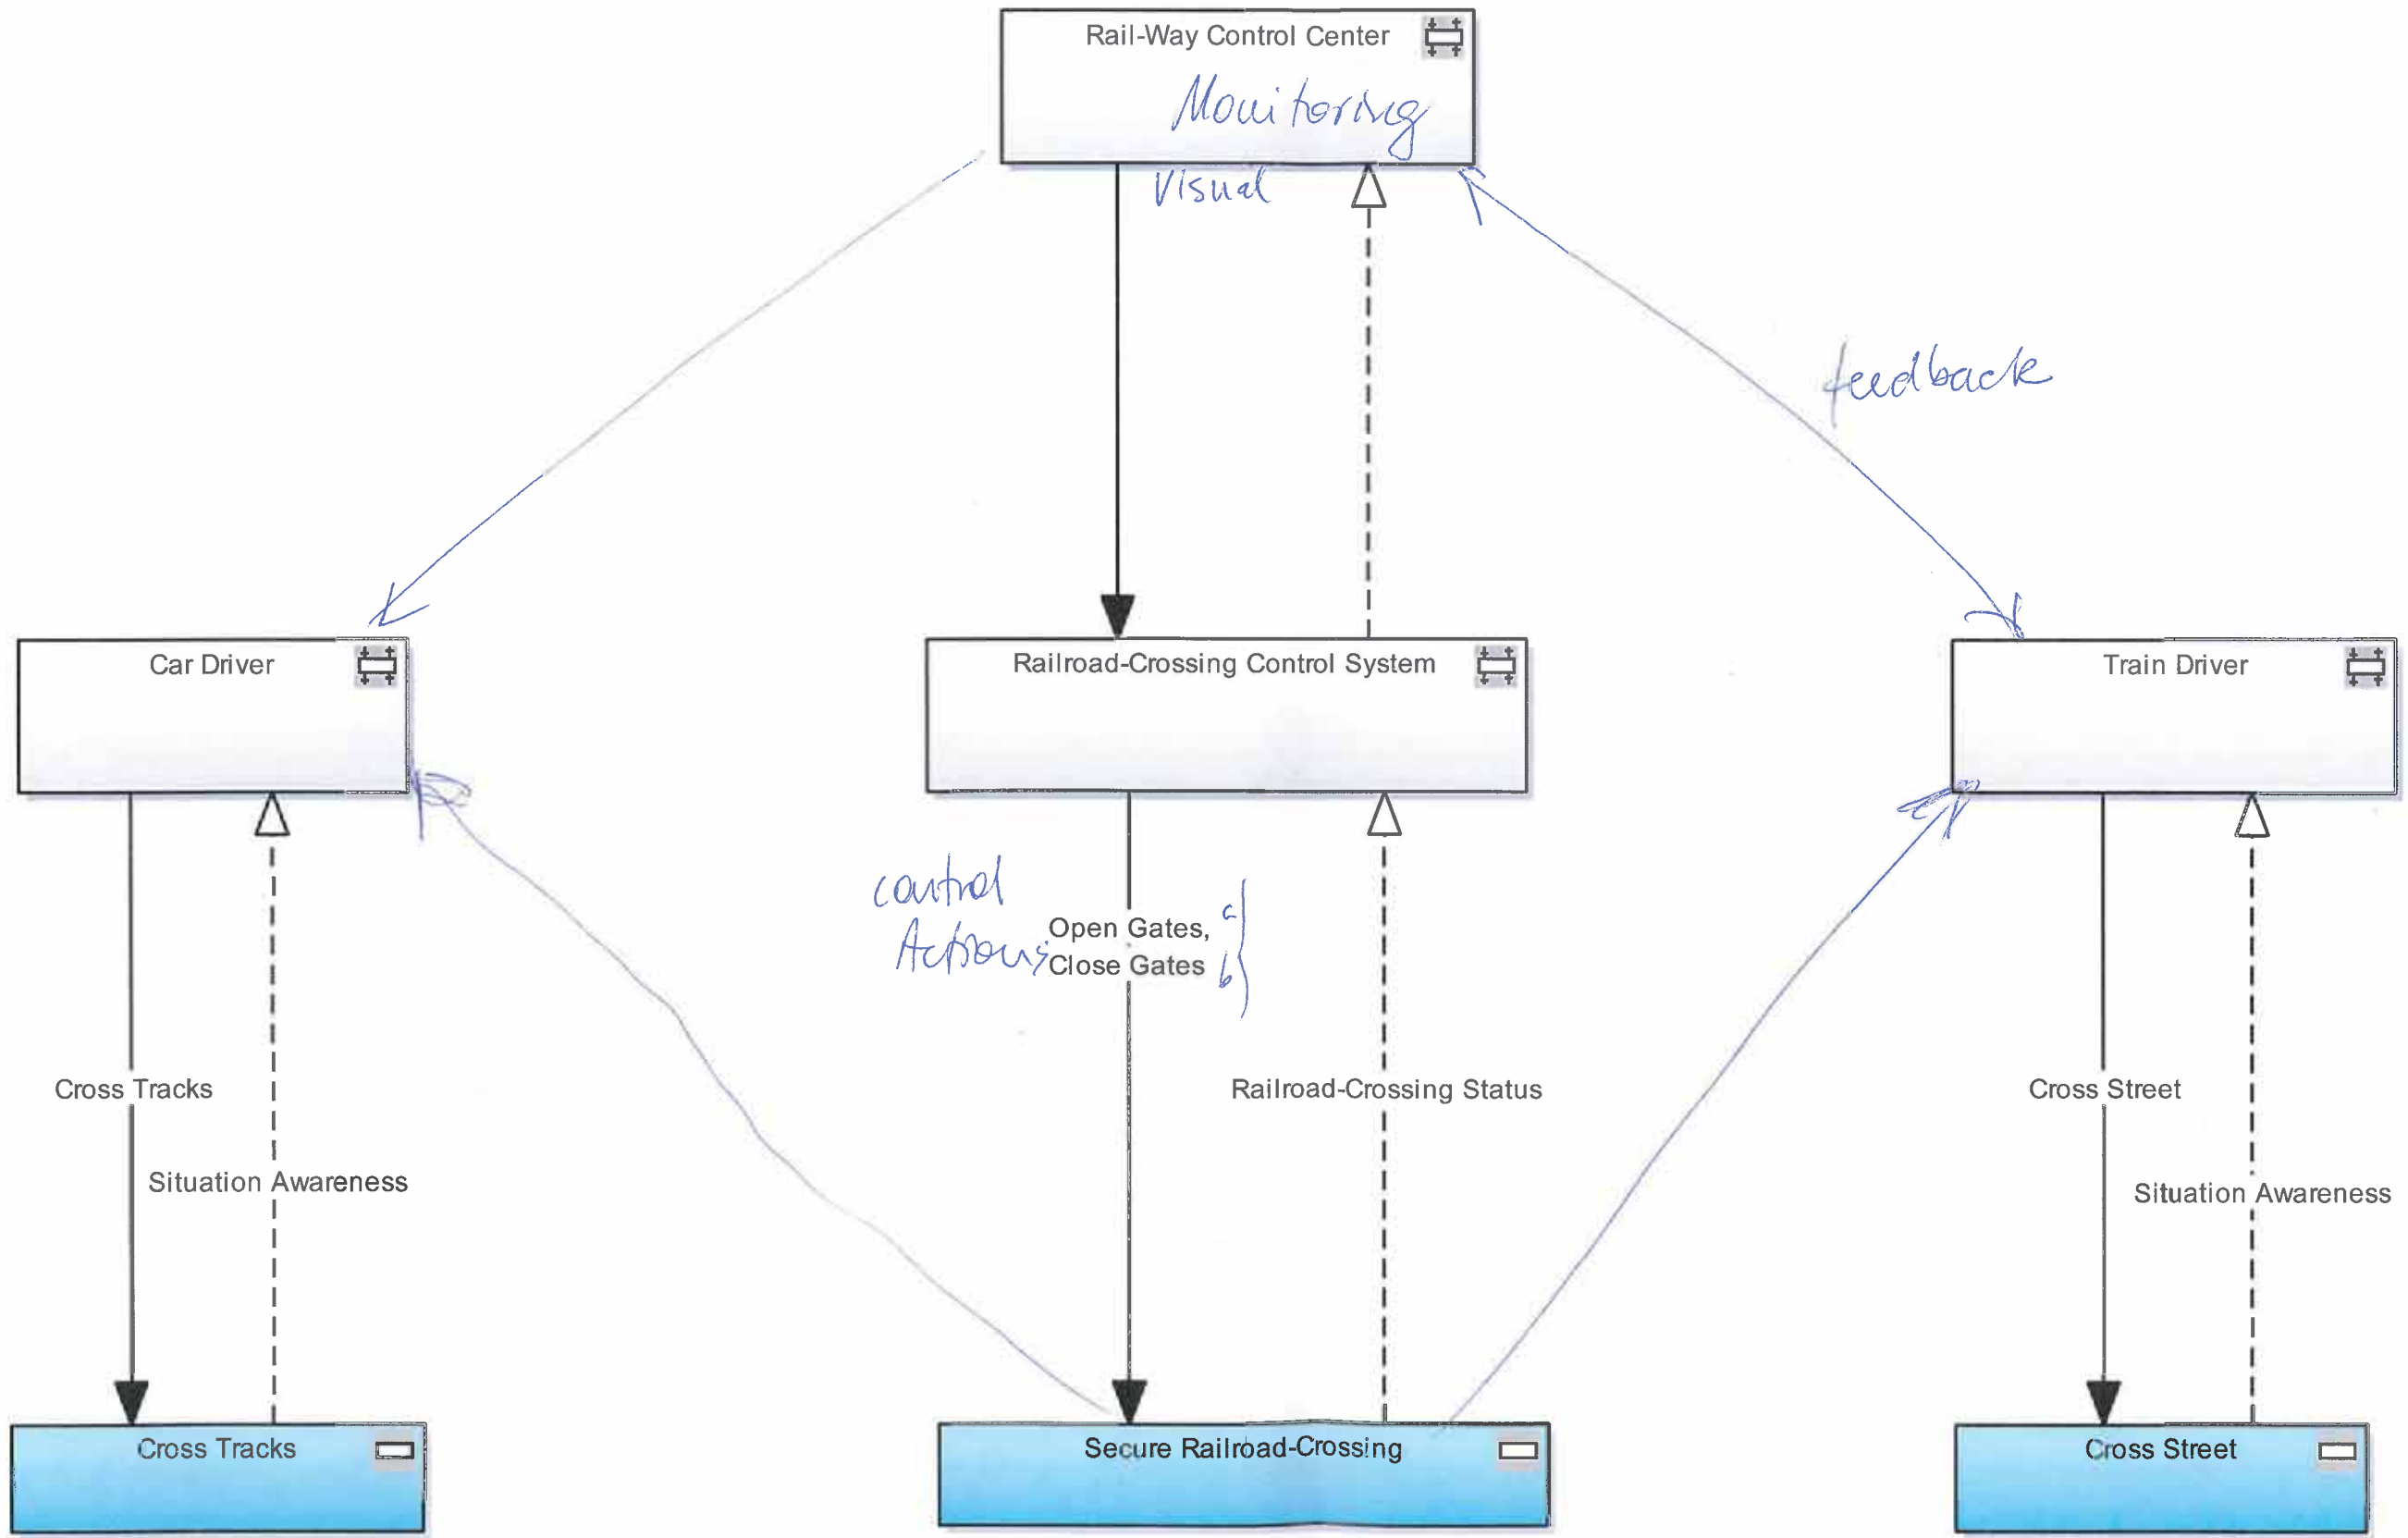 Rail-Way Control Center
Monitoring
Visual
feedback
Car Driver
Railroad-Crossing Control System
Train Driver
control
Actions
Open Gates, a
Close Gates b
Cross Tracks
Railroad-Crossing Status
Cross Street
Situation Awareness
Situation Awareness
Cross Tracks
Secure Railroad-Crossing
Cross Street